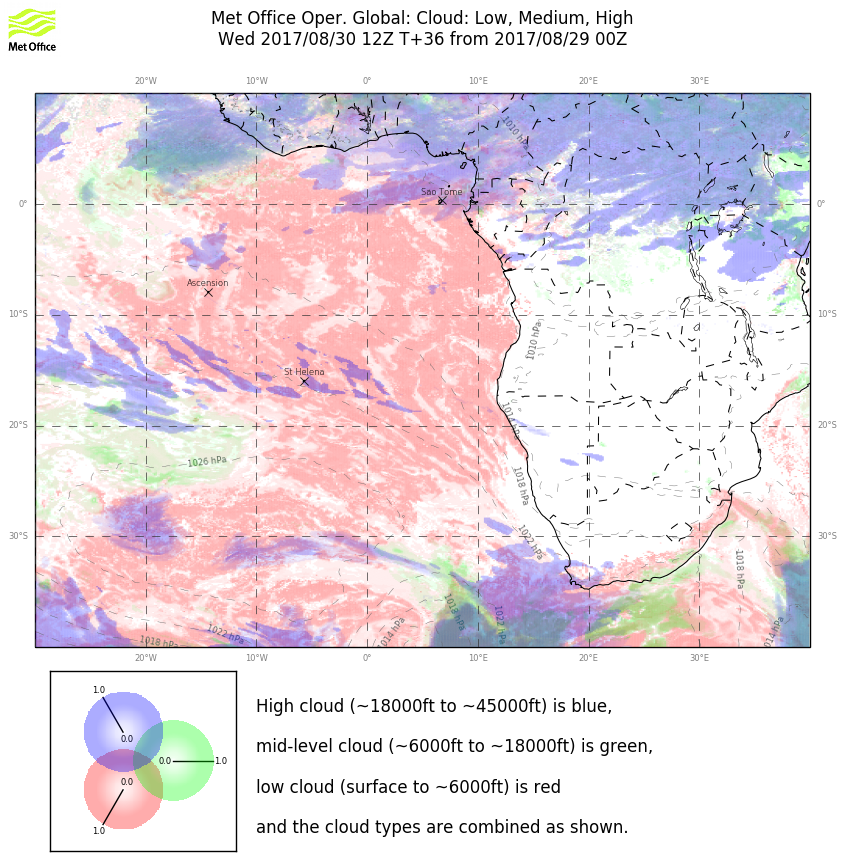 Met Office Oper. Global: Cloud: Low, Medium, High
Wed 2017/08/30 12Z T+36 from 2017/08/29 00Z
Met Office
20°W 10°W 0° 10°E 20°E 30°E
1010 hPa
Sao Tome
0° 0°
Ascension
10°S 10°S
1010 hPa
St Helena
1014 hPa
20°S 20°S
1026 hPa
1018 hPa
30°S 30°S
1022 hPa
1018 hPa
1018 hPa
1022 hPa
1018 hPa
1022 hPa
1014 hPa
1014 hPa
20°W 10°W 0° 10°E 20°E 30°E
1.0
0.0
0.0 1.0
0.0
1.0
High cloud (~18000ft to ~45000ft) is blue,
mid-level cloud (~6000ft to ~18000ft) is green,
low cloud (surface to ~6000ft) is red
and the cloud types are combined as shown.